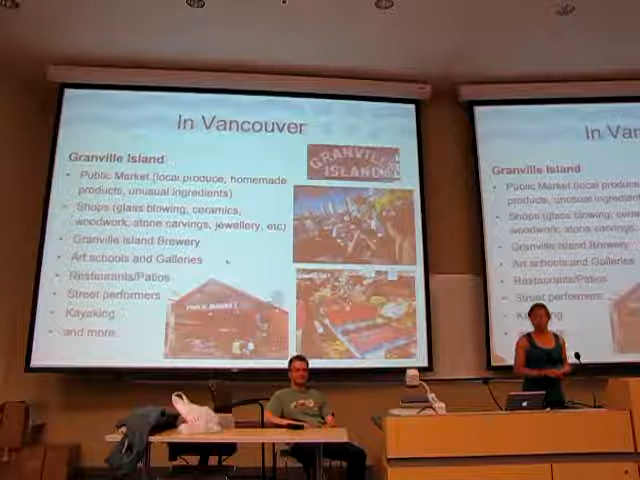 In Vancouver
Granville Island
• Public Market (local produce, homemade
products, unusual ingredients)
• Shops (glass blowing, ceramics,
woodwork, stone carvings, jewellery, etc)
• Granville Island Brewery
• Art schools and Galleries
• Restaurants/Patios
• Street performers
• Kayaking
• and more
GRANVILLE
ISLAND
PUBLIC MARKET
In Van
Granville Island
• Public Market (local produce
products, unusual ingredien
• Shops (glass blowing, cera
woodwork, stone carvings,
• Granville Island Brewery
• Art schools and Galleries
• Restaurants/Patios
• Street performers